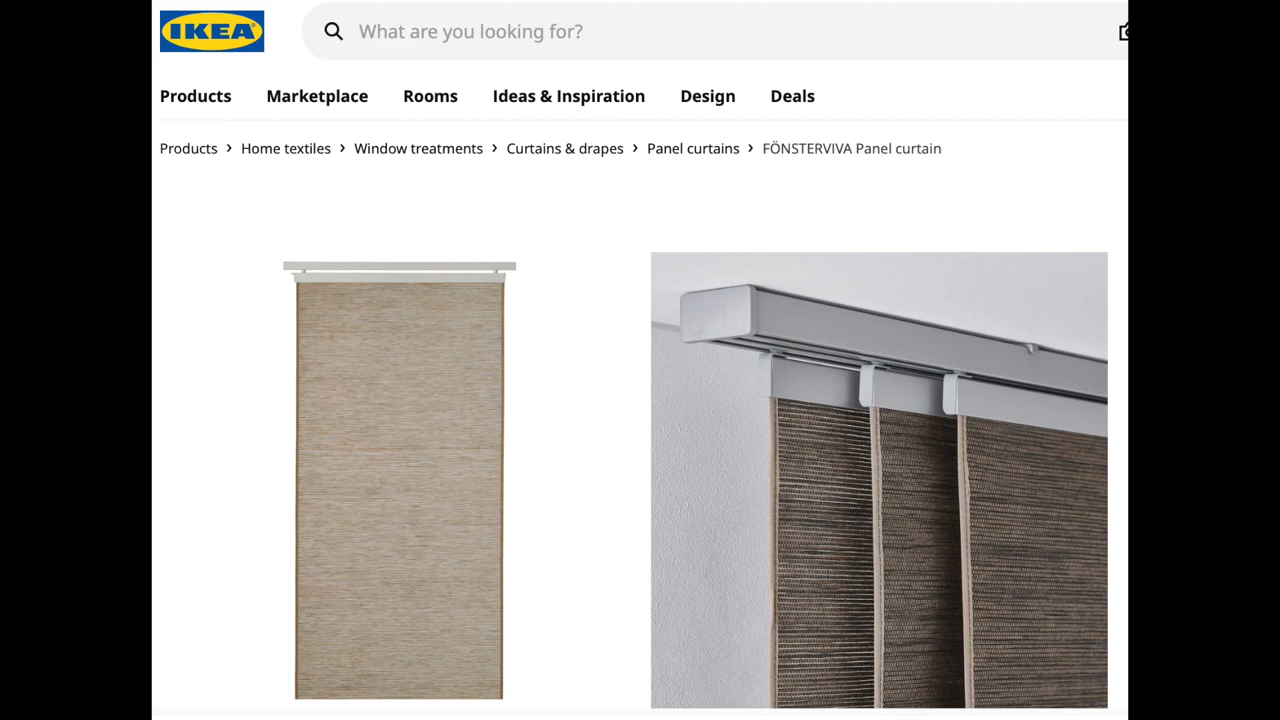 IKEA
What are you looking for?
Products Marketplace Rooms Ideas & Inspiration Design Deals
Products › Home textiles › Window treatments › Curtains & drapes › Panel curtains › FÖNSTERVIVA Panel curtain